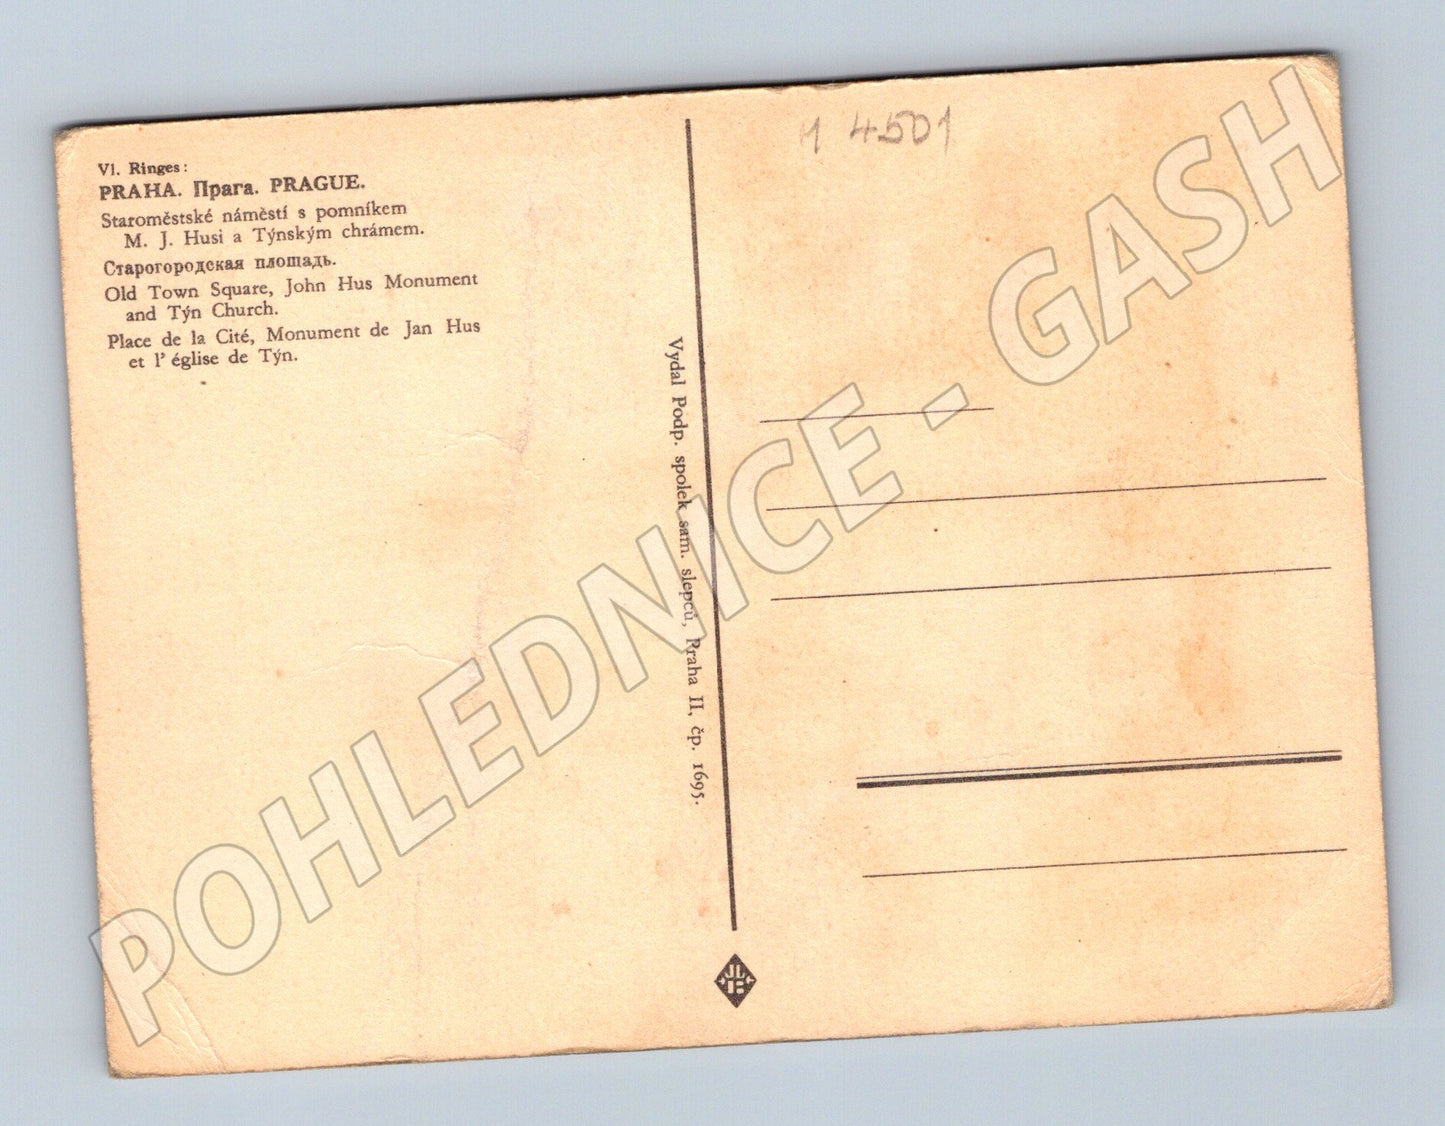 Vl. Ringes:
PRAHA. Прага. PRAGUE.
Staroměstské náměstí s pomníkem
M. J. Husi a Týnským chrámem.
Старогородская площадь.
Old Town Square, John Hus Monument
and Týn Church.
Place de la Cité, Monument de Jan Hus
et l' église de Týn.
Vydal Podp. spolek sam. slepců, Praha II, čp. 1695.
4501
POHLEDNICE - GASH